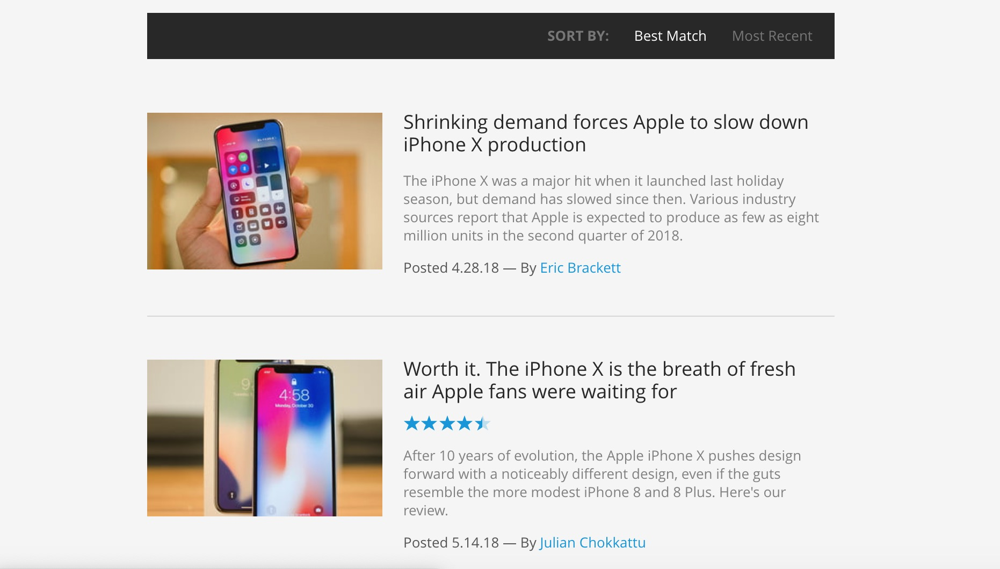 SORT BY: Best Match Most Recent
Shrinking demand forces Apple to slow down
iPhone X production
The iPhone X was a major hit when it launched last holiday
season, but demand has slowed since then. Various industry
sources report that Apple is expected to produce as few as eight
million units in the second quarter of 2018.
Posted 4.28.18 — By Eric Brackett
Worth it. The iPhone X is the breath of fresh
air Apple fans were waiting for
4:58
Monday, October 30
After 10 years of evolution, the Apple iPhone X pushes design
forward with a noticeably different design, even if the guts
resemble the more modest iPhone 8 and 8 Plus. Here's our
review.
Posted 5.14.18 — By Julian Chokkattu